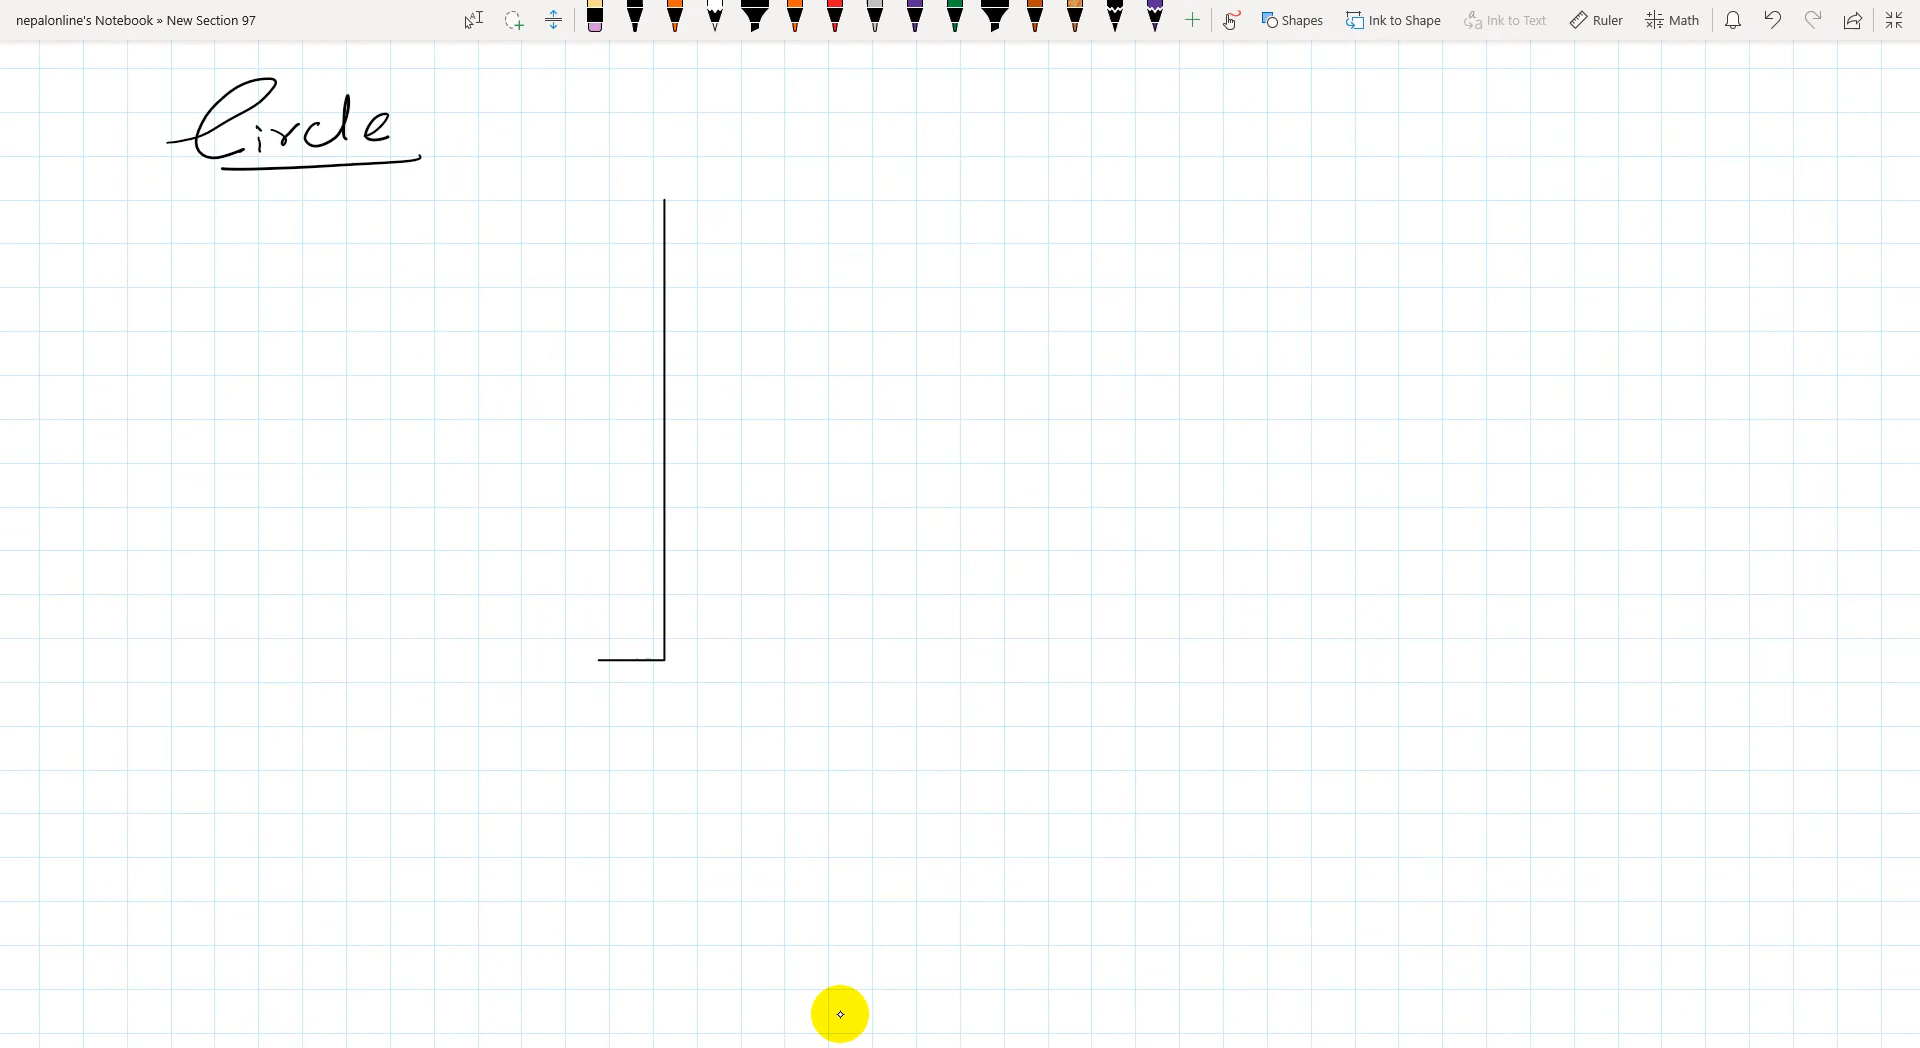 nepalonline's Notebook » New Section 97
Shapes
Ink to Shape
Ink to Text
Ruler
Math
Circle